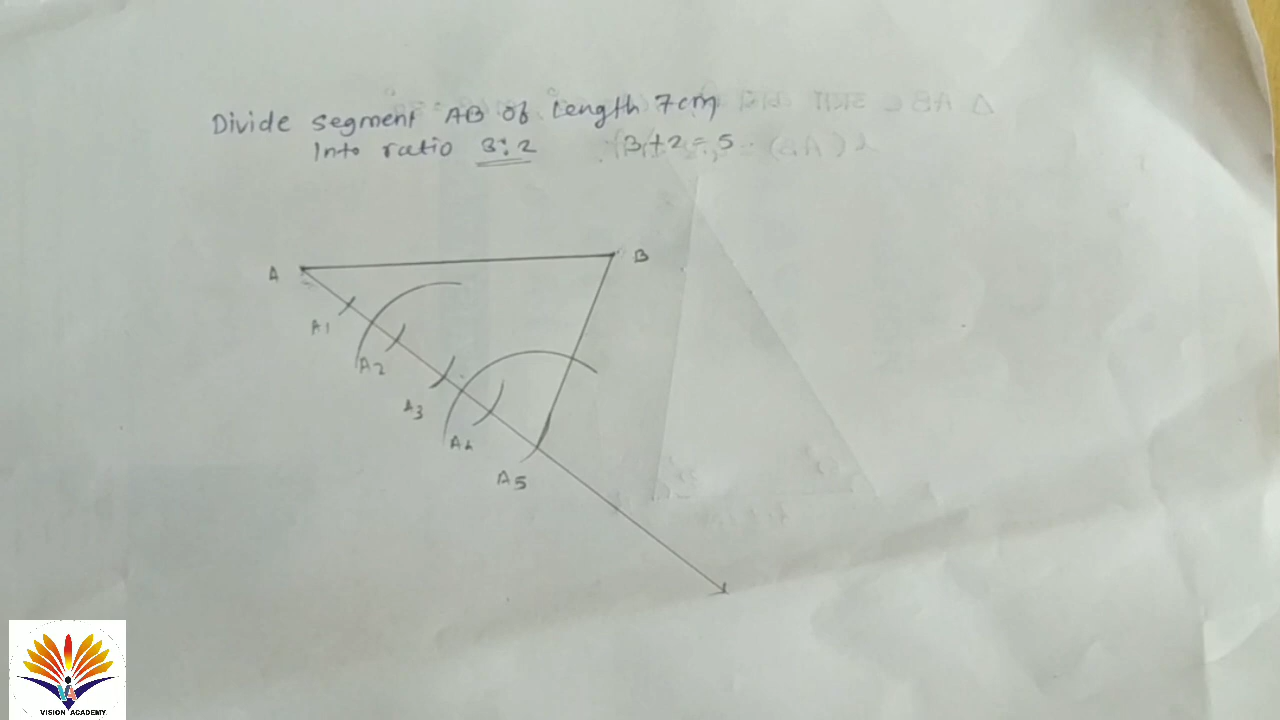 Divide segment AB of length 7cm
Into ratio 3:2 3+2=5
A
B
A1
A2
A3
A4
A5
VA
VISION ACADEMY